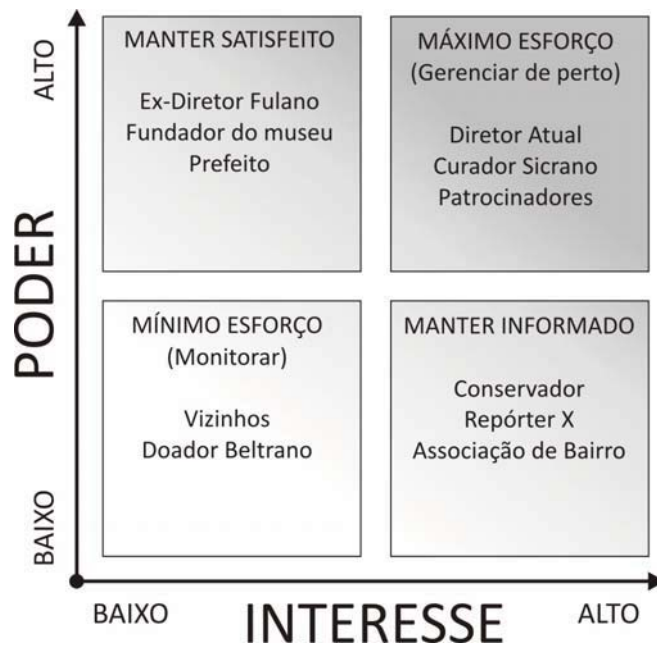 PODER
ALTO
BAIXO
MANTER SATISFEITO
Ex-Diretor Fulano
Fundador do museu
Prefeito
MÁXIMO ESFORÇO
(Gerenciar de perto)
Diretor Atual
Curador Sicrano
Patrocinadores
MÍNIMO ESFORÇO
(Monitorar)
Vizinhos
Doador Beltrano
MANTER INFORMADO
Conservador
Repórter X
Associação de Bairro
BAIXO
INTERESSE
ALTO